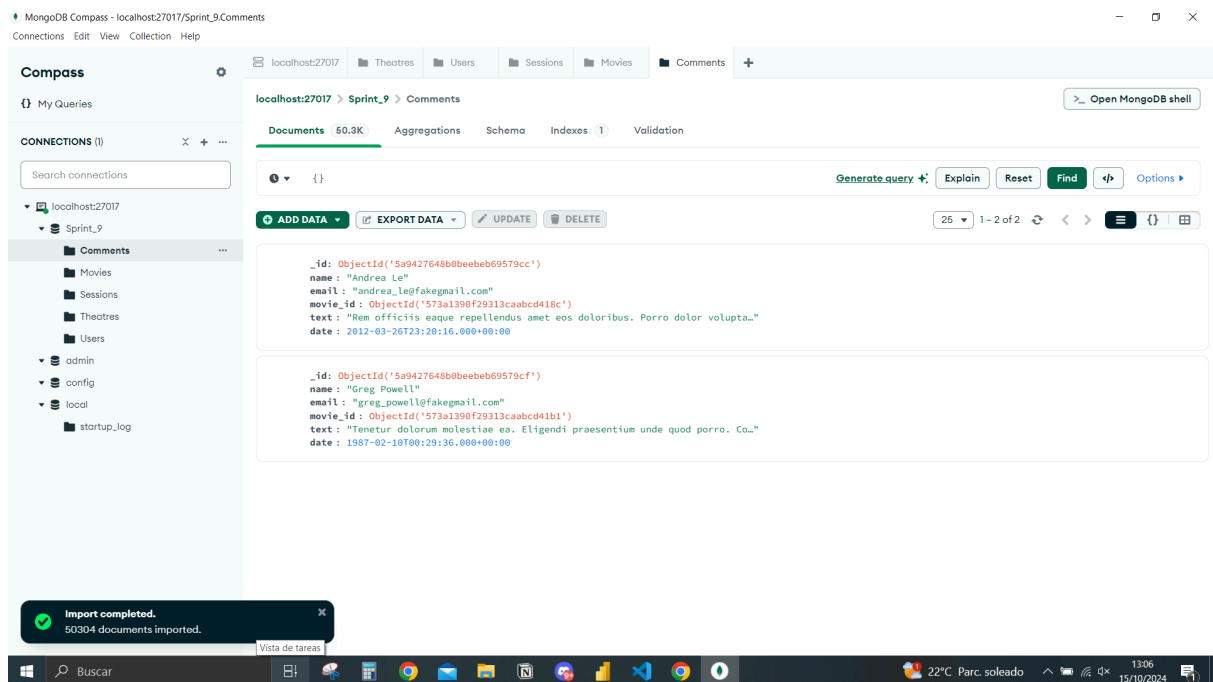 MongoDB Compass - localhost:27017/Sprint_9.Comments
Connections Edit View Collection Help
Compass
{} My Queries
CONNECTIONS (1)
Search connections
localhost:27017
Sprint_9
Comments
Movies
Sessions
Theatres
Users
admin
config
local
startup_log
localhost:27017 Theatres Users Sessions Movies Comments
localhost:27017 > Sprint_9 > Comments
>_ Open MongoDB shell
Documents 50.3K Aggregations Schema Indexes 1 Validation
{} Generate query Explain Reset Find </> Options
ADD DATA EXPORT DATA UPDATE DELETE 25 1 – 2 of 2 {}
_id: ObjectId('5a9427648b0beebeb69579cc')
name : "Andrea Le"
email : "andrea_le@fakegmail.com"
movie_id : ObjectId('573a1390f29313caabcd418c')
text : "Rem officiis eaque repellendus amet eos doloribus. Porro dolor volupta…"
date : 2012-03-26T23:20:16.000+00:00
_id: ObjectId('5a9427648b0beebeb69579cf')
name : "Greg Powell"
email : "greg_powell@fakegmail.com"
movie_id : ObjectId('573a1390f29313caabcd41b1')
text : "Tenetur dolorum molestiae ea. Eligendi praesentium unde quod porro. Co…"
date : 1987-02-10T00:29:36.000+00:00
Import completed.
50304 documents imported.
Vista de tareas
Buscar
22°C Parc. soleado
13:06
15/10/2024
1